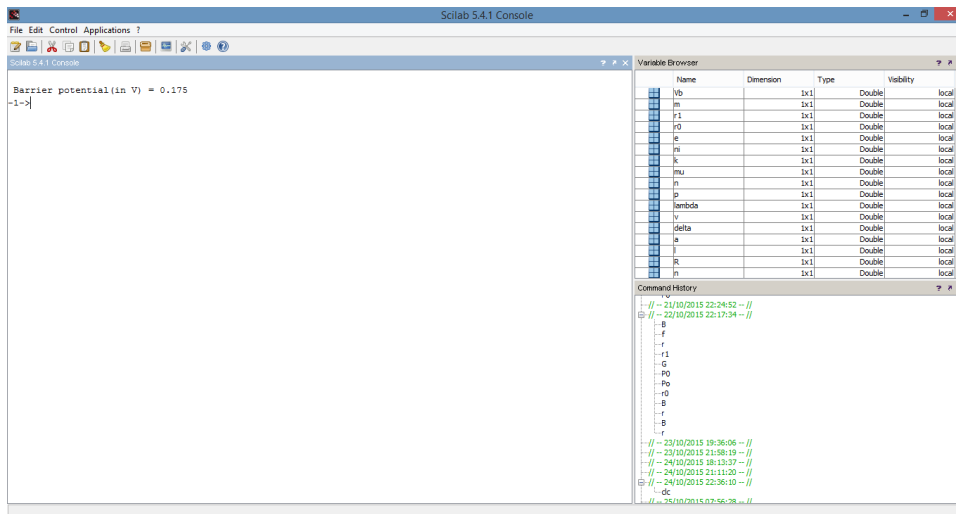 Scilab 5.4.1 Console
File Edit Control Applications ?
Scilab 5.4.1 Console
Barrier potential(in V) = 0.175
-1->
Variable Browser
Name Dimension Type Visibility
Vb 1x1 Double local
m 1x1 Double local
r1 1x1 Double local
r0 1x1 Double local
e 1x1 Double local
ni 1x1 Double local
k 1x1 Double local
mu 1x1 Double local
n 1x1 Double local
p 1x1 Double local
lambda 1x1 Double local
v 1x1 Double local
delta 1x1 Double local
a 1x1 Double local
l 1x1 Double local
R 1x1 Double local
n 1x1 Double local
Command History
// -- 21/10/2015 22:24:52 -- //
// -- 22/10/2015 22:17:34 -- //
B
f
r
r1
G
P0
Po
r0
B
r
B
r
// -- 23/10/2015 19:36:06 -- //
// -- 23/10/2015 21:58:19 -- //
// -- 24/10/2015 18:13:37 -- //
// -- 24/10/2015 21:11:20 -- //
// -- 24/10/2015 22:36:10 -- //
dc
// -- 25/10/2015 07:56:28 -- //